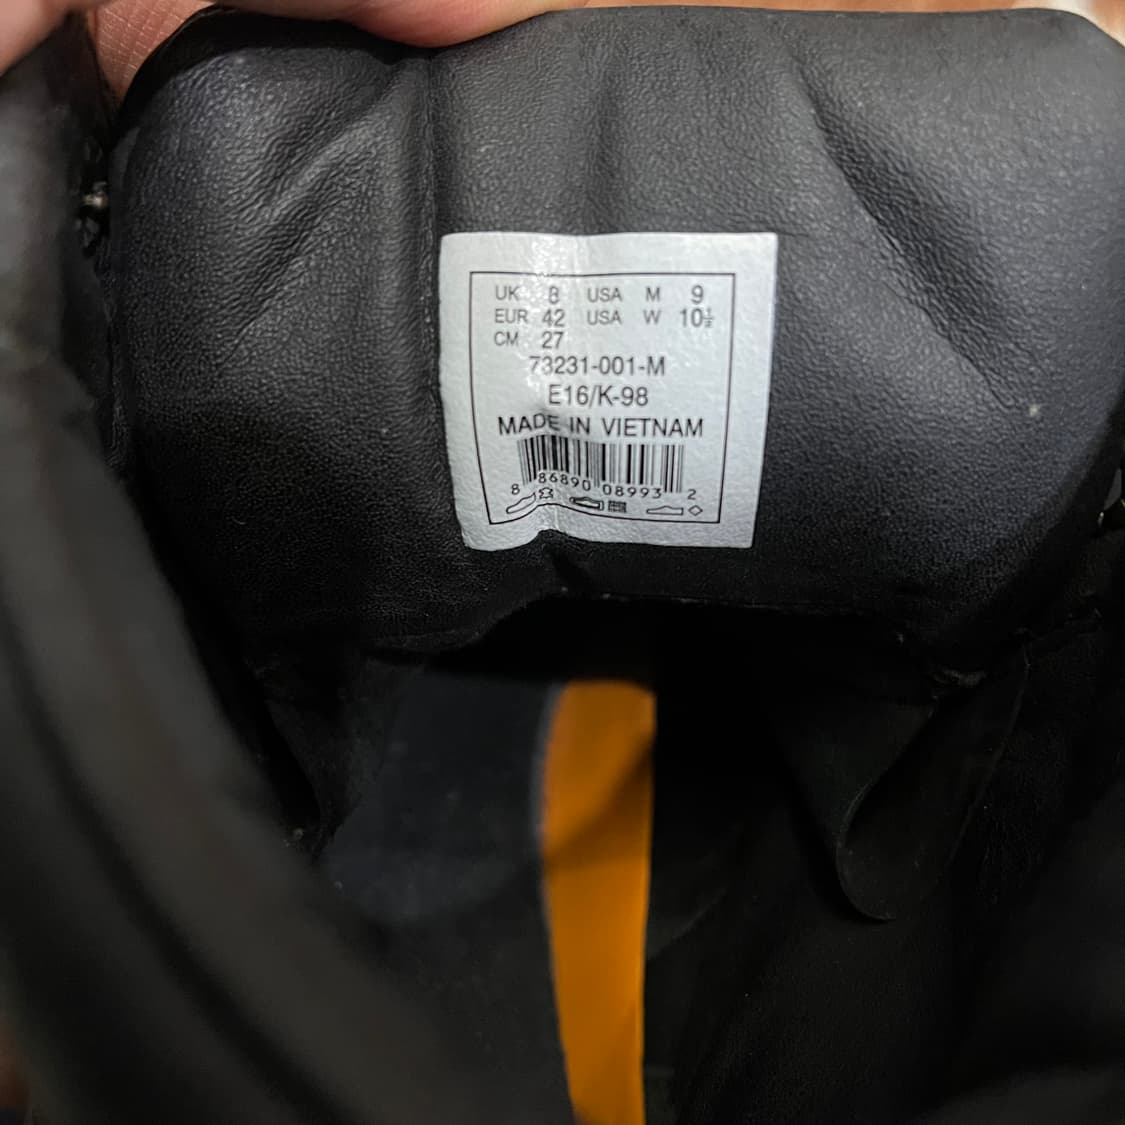 UK 8 USA M 9
EUR 42 USA W 10½
CM 27
73231-001-M
E16/K-98
MADE IN VIETNAM
8 86890 08993 2